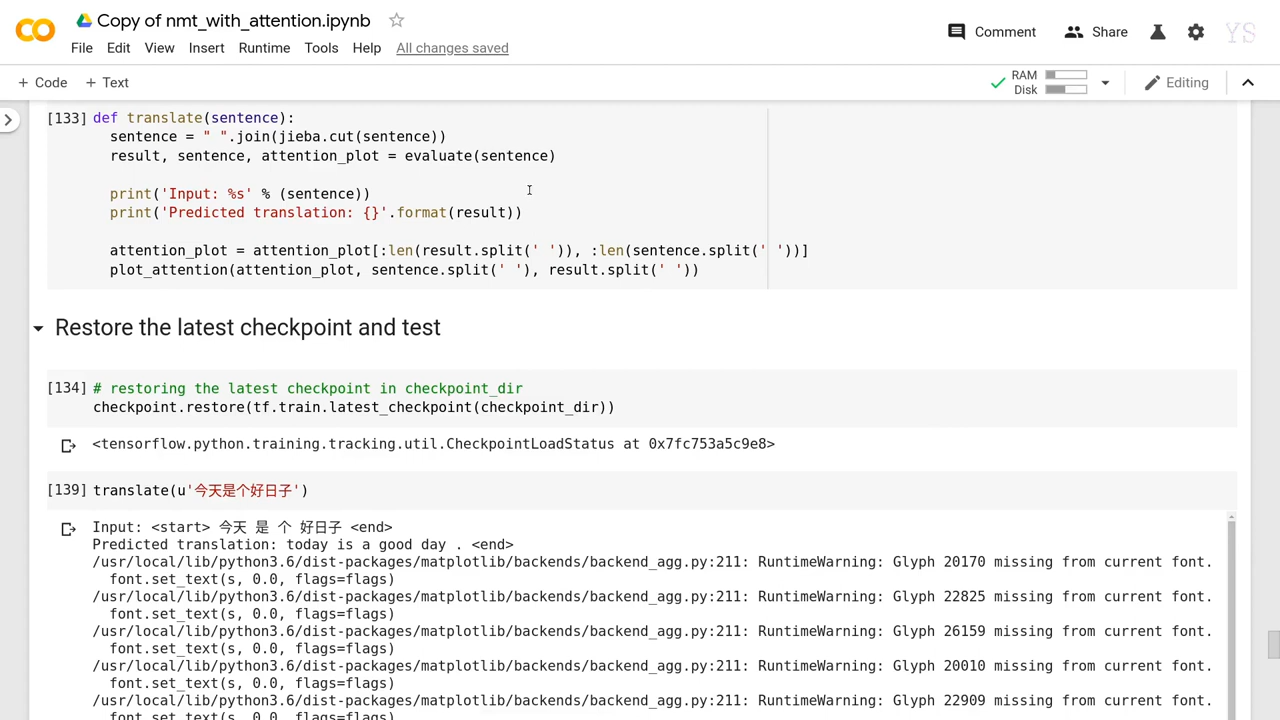 Copy of nmt_with_attention.ipynb
Comment
Share
YS
File Edit View Insert Runtime Tools Help All changes saved
+ Code + Text
RAM
Disk
Editing
[133] def translate(sentence):
sentence = " ".join(jieba.cut(sentence))
result, sentence, attention_plot = evaluate(sentence)
print('Input: %s' % (sentence))
print('Predicted translation: {}'.format(result))
attention_plot = attention_plot[:len(result.split(' ')), :len(sentence.split(' '))]
plot_attention(attention_plot, sentence.split(' '), result.split(' '))
Restore the latest checkpoint and test
[134] # restoring the latest checkpoint in checkpoint_dir
checkpoint.restore(tf.train.latest_checkpoint(checkpoint_dir))
<tensorflow.python.training.tracking.util.CheckpointLoadStatus at 0x7fc753a5c9e8>
[139] translate(u'今天是个好日子')
Input: <start> 今天 是 个 好日子 <end>
Predicted translation: today is a good day . <end>
/usr/local/lib/python3.6/dist-packages/matplotlib/backends/backend_agg.py:211: RuntimeWarning: Glyph 20170 missing from current font.
font.set_text(s, 0.0, flags=flags)
/usr/local/lib/python3.6/dist-packages/matplotlib/backends/backend_agg.py:211: RuntimeWarning: Glyph 22825 missing from current font.
font.set_text(s, 0.0, flags=flags)
/usr/local/lib/python3.6/dist-packages/matplotlib/backends/backend_agg.py:211: RuntimeWarning: Glyph 26159 missing from current font.
font.set_text(s, 0.0, flags=flags)
/usr/local/lib/python3.6/dist-packages/matplotlib/backends/backend_agg.py:211: RuntimeWarning: Glyph 20010 missing from current font.
font.set_text(s, 0.0, flags=flags)
/usr/local/lib/python3.6/dist-packages/matplotlib/backends/backend_agg.py:211: RuntimeWarning: Glyph 22909 missing from current font.
font.set_text(s, 0.0, flags=flags)